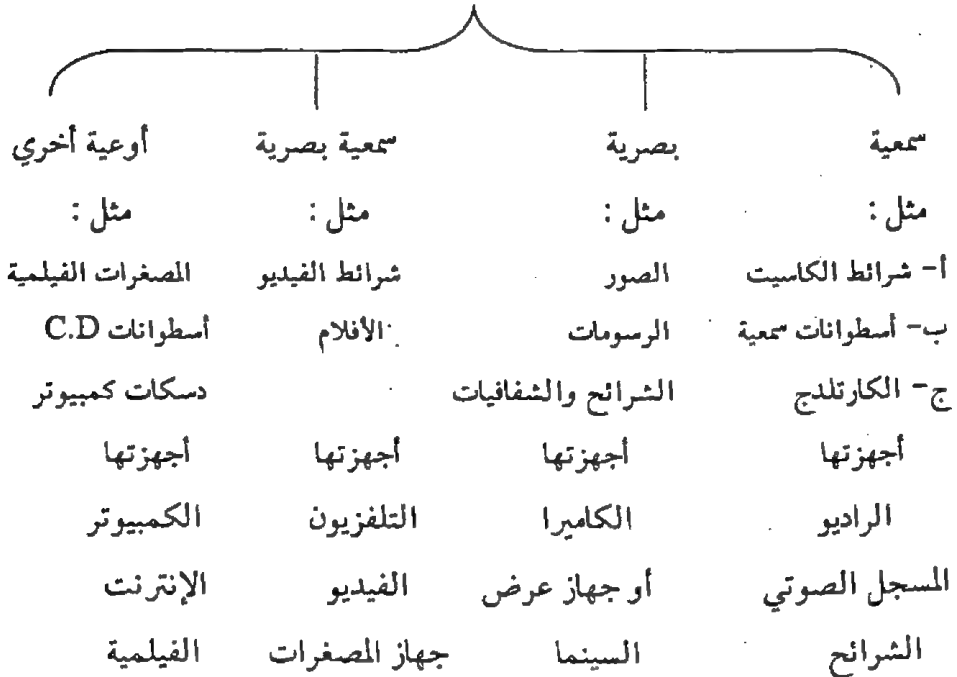 سمعية بصرية سمعية بصرية أوعية أخري
مثل : مثل : مثل : مثل :
أ- شرائط الكاسيت الصور شرائط الفيديو المصغرات الفيلمية
ب- أسطوانات سمعية الرسومات الأفلام أسطوانات C.D
ج- الكارتلدج الشرائح والشفافيات دسكات كمبيوتر
أجهزتها أجهزتها أجهزتها أجهزتها
الراديو الكاميرا التلفزيون الكمبيوتر
المسجل الصوتي أو جهاز عرض الفيديو الإنترنت
الشرائح السينما جهاز المصغرات الفيلمية